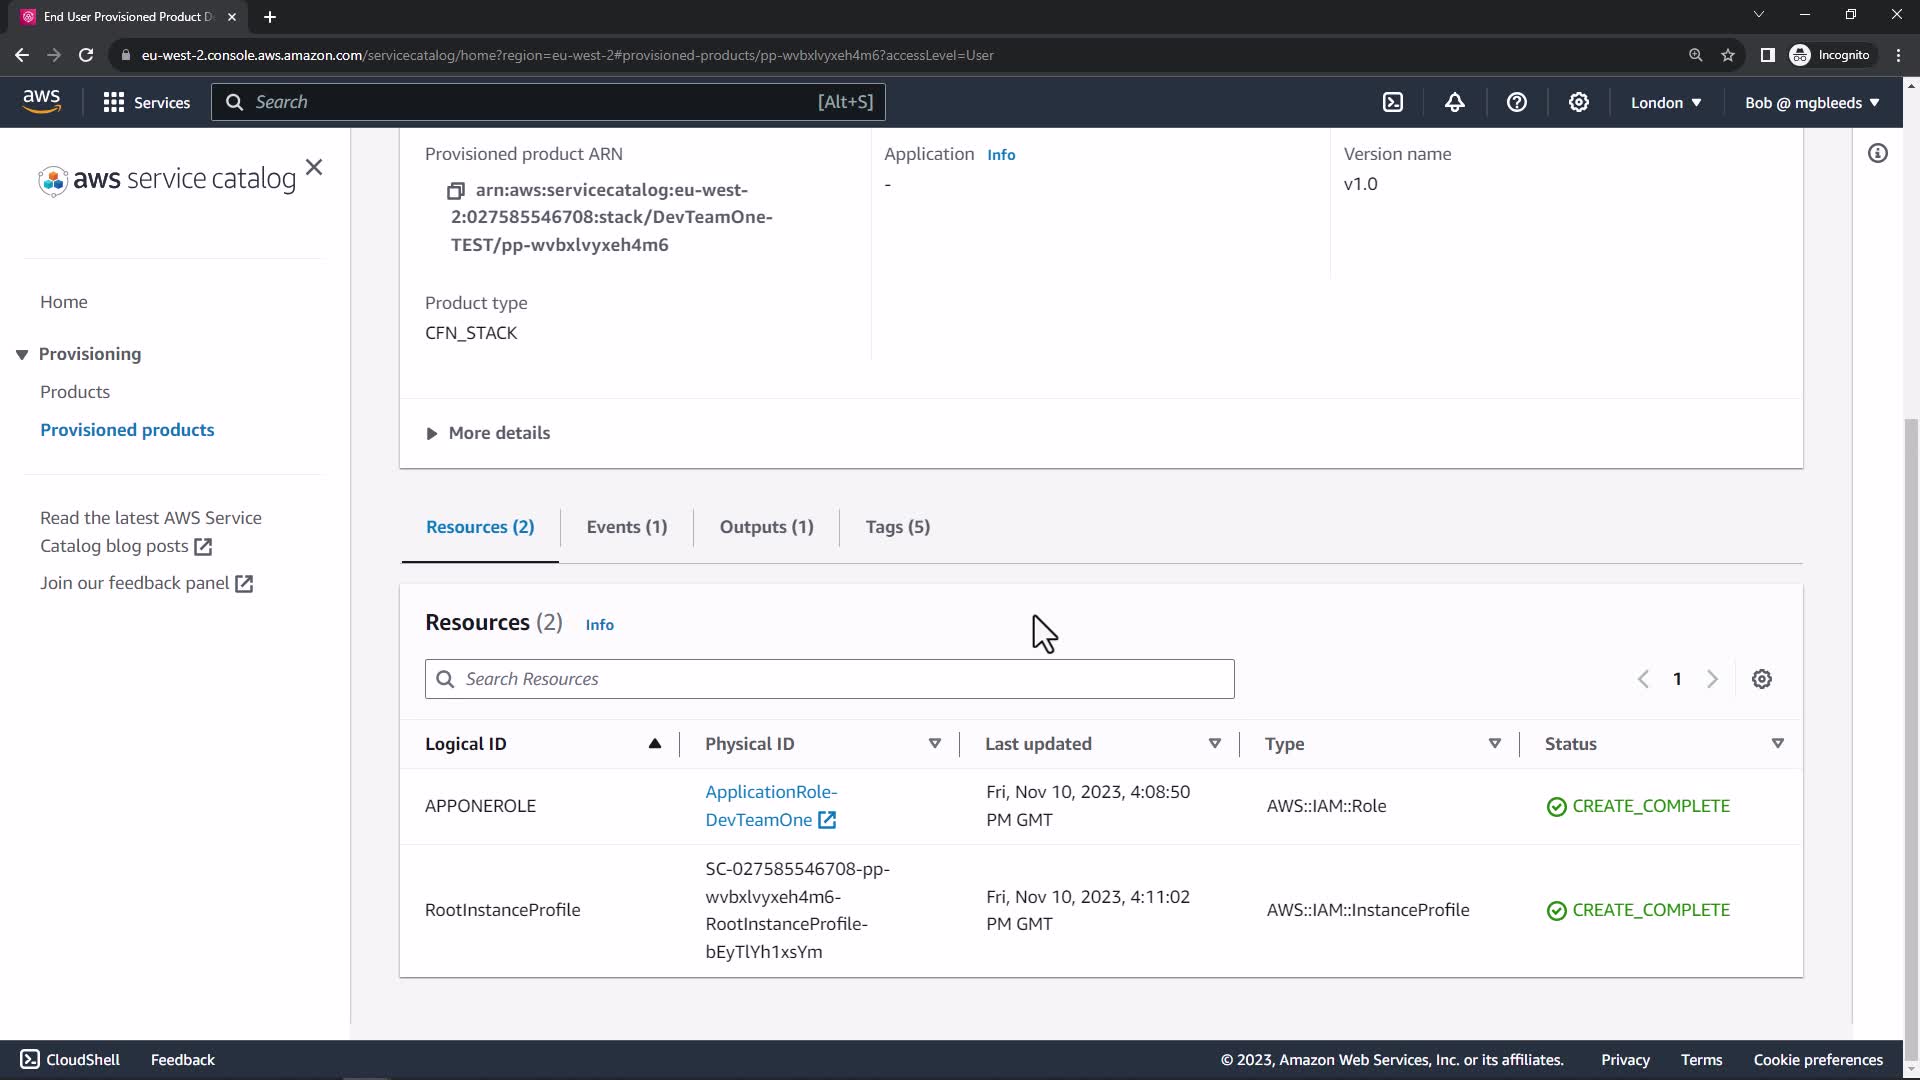 End User Provisioned Product D
eu-west-2.console.aws.amazon.com/servicecatalog/home?region=eu-west-2#provisioned-products/pp-wvbxlvyxeh4m6?accessLevel=User
Incognito
aws
Services
Search
[Alt+S]
London
Bob @ mgbleeds
aws service catalog
Home
Provisioning
Products
Provisioned products
Read the latest AWS Service
Catalog blog posts
Join our feedback panel
Provisioned product ARN
arn:aws:servicecatalog:eu-west-
2:027585546708:stack/DevTeamOne-
TEST/pp-wvbxlvyxeh4m6
Application Info
-
Version name
v1.0
Product type
CFN_STACK
More details
Resources (2)
Events (1)
Outputs (1)
Tags (5)
Resources (2) Info
Search Resources
1
Logical ID
Physical ID
Last updated
Type
Status
APPONEROLE
ApplicationRole-
DevTeamOne
Fri, Nov 10, 2023, 4:08:50
PM GMT
AWS::IAM::Role
CREATE_COMPLETE
RootInstanceProfile
SC-027585546708-pp-
wvbxlvyxeh4m6-
RootInstanceProfile-
bEyTlYh1xsYm
Fri, Nov 10, 2023, 4:11:02
PM GMT
AWS::IAM::InstanceProfile
CREATE_COMPLETE
CloudShell
Feedback
© 2023, Amazon Web Services, Inc. or its affiliates.
Privacy
Terms
Cookie preferences